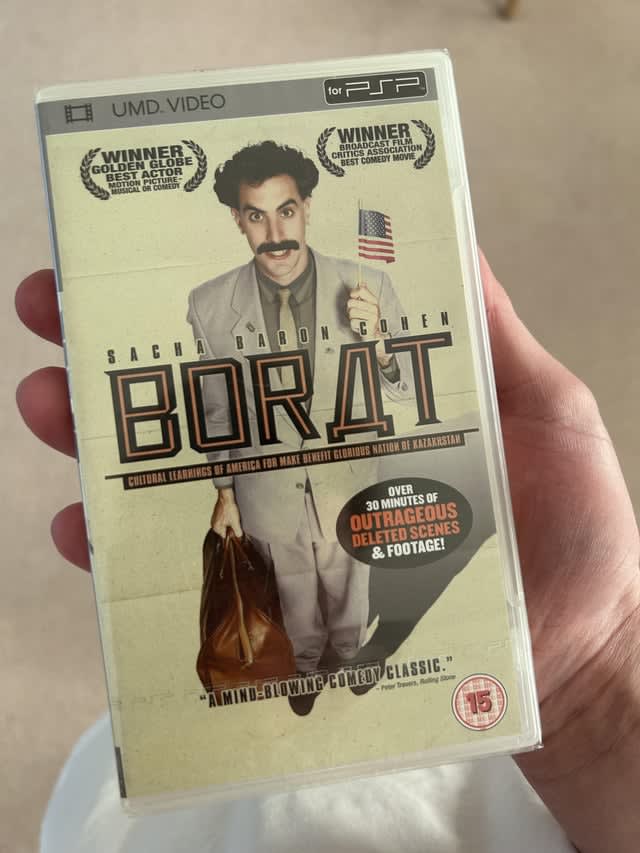 UMD. VIDEO
for PSP
WINNER
GOLDEN GLOBE
BEST ACTOR
MOTION PICTURE-
MUSICAL OR COMEDY
WINNER
BROADCAST FILM
CRITICS ASSOCIATION
BEST COMEDY MOVIE
SACHA BARON COHEN
BORДT
CULTURAL LEARNINGS OF AMERICA FOR MAKE BENEFIT GLORIOUS NATION OF KAZAKHSTAN
OVER
30 MINUTES OF
OUTRAGEOUS
DELETED SCENES
& FOOTAGE!
"A MIND-BLOWING COMEDY CLASSIC."
- Peter Travers, Rolling Stone
15